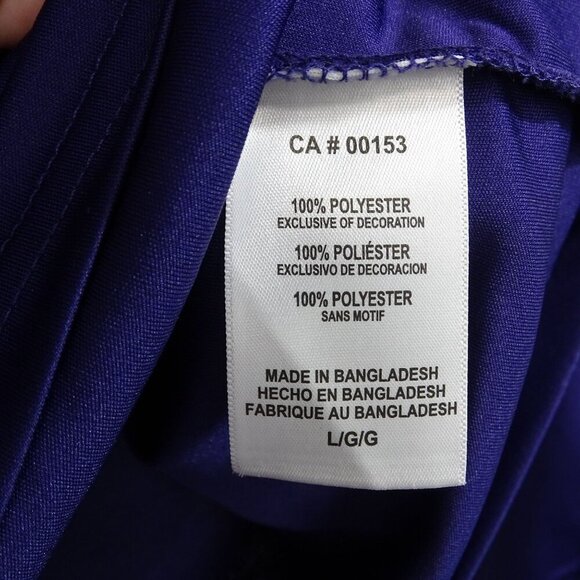 CA # 00153
100% POLYESTER
EXCLUSIVE OF DECORATION
100% POLIÉSTER
EXCLUSIVO DE DECORACION
100% POLYESTER
SANS MOTIF
MADE IN BANGLADESH
HECHO EN BANGLADESH
FABRIQUE AU BANGLADESH
L/G/G